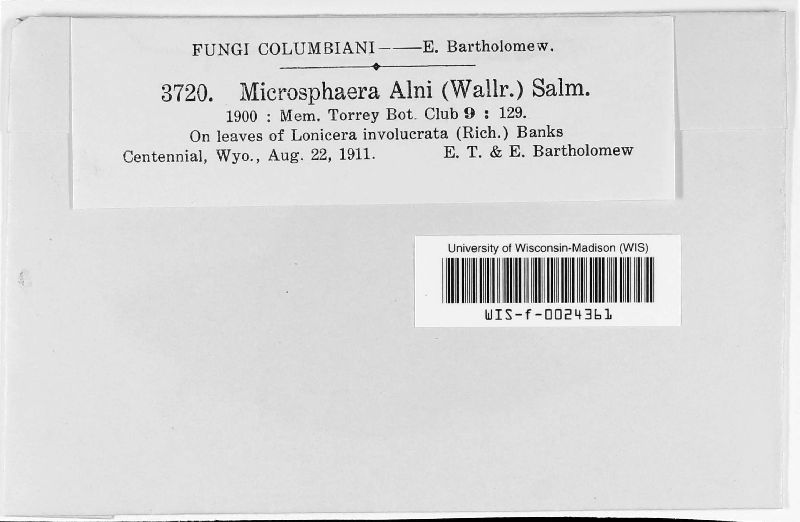 FUNGI COLUMBIANI——E. Bartholomew.
3720. Microsphaera Alni (Wallr.) Salm.
1900 : Mem. Torrey Bot. Club 9 : 129.
On leaves of Lonicera involucrata (Rich.) Banks
Centennial, Wyo., Aug. 22, 1911. E. T. & E. Bartholomew
University of Wisconsin-Madison (WIS)
WIS-f-0024361